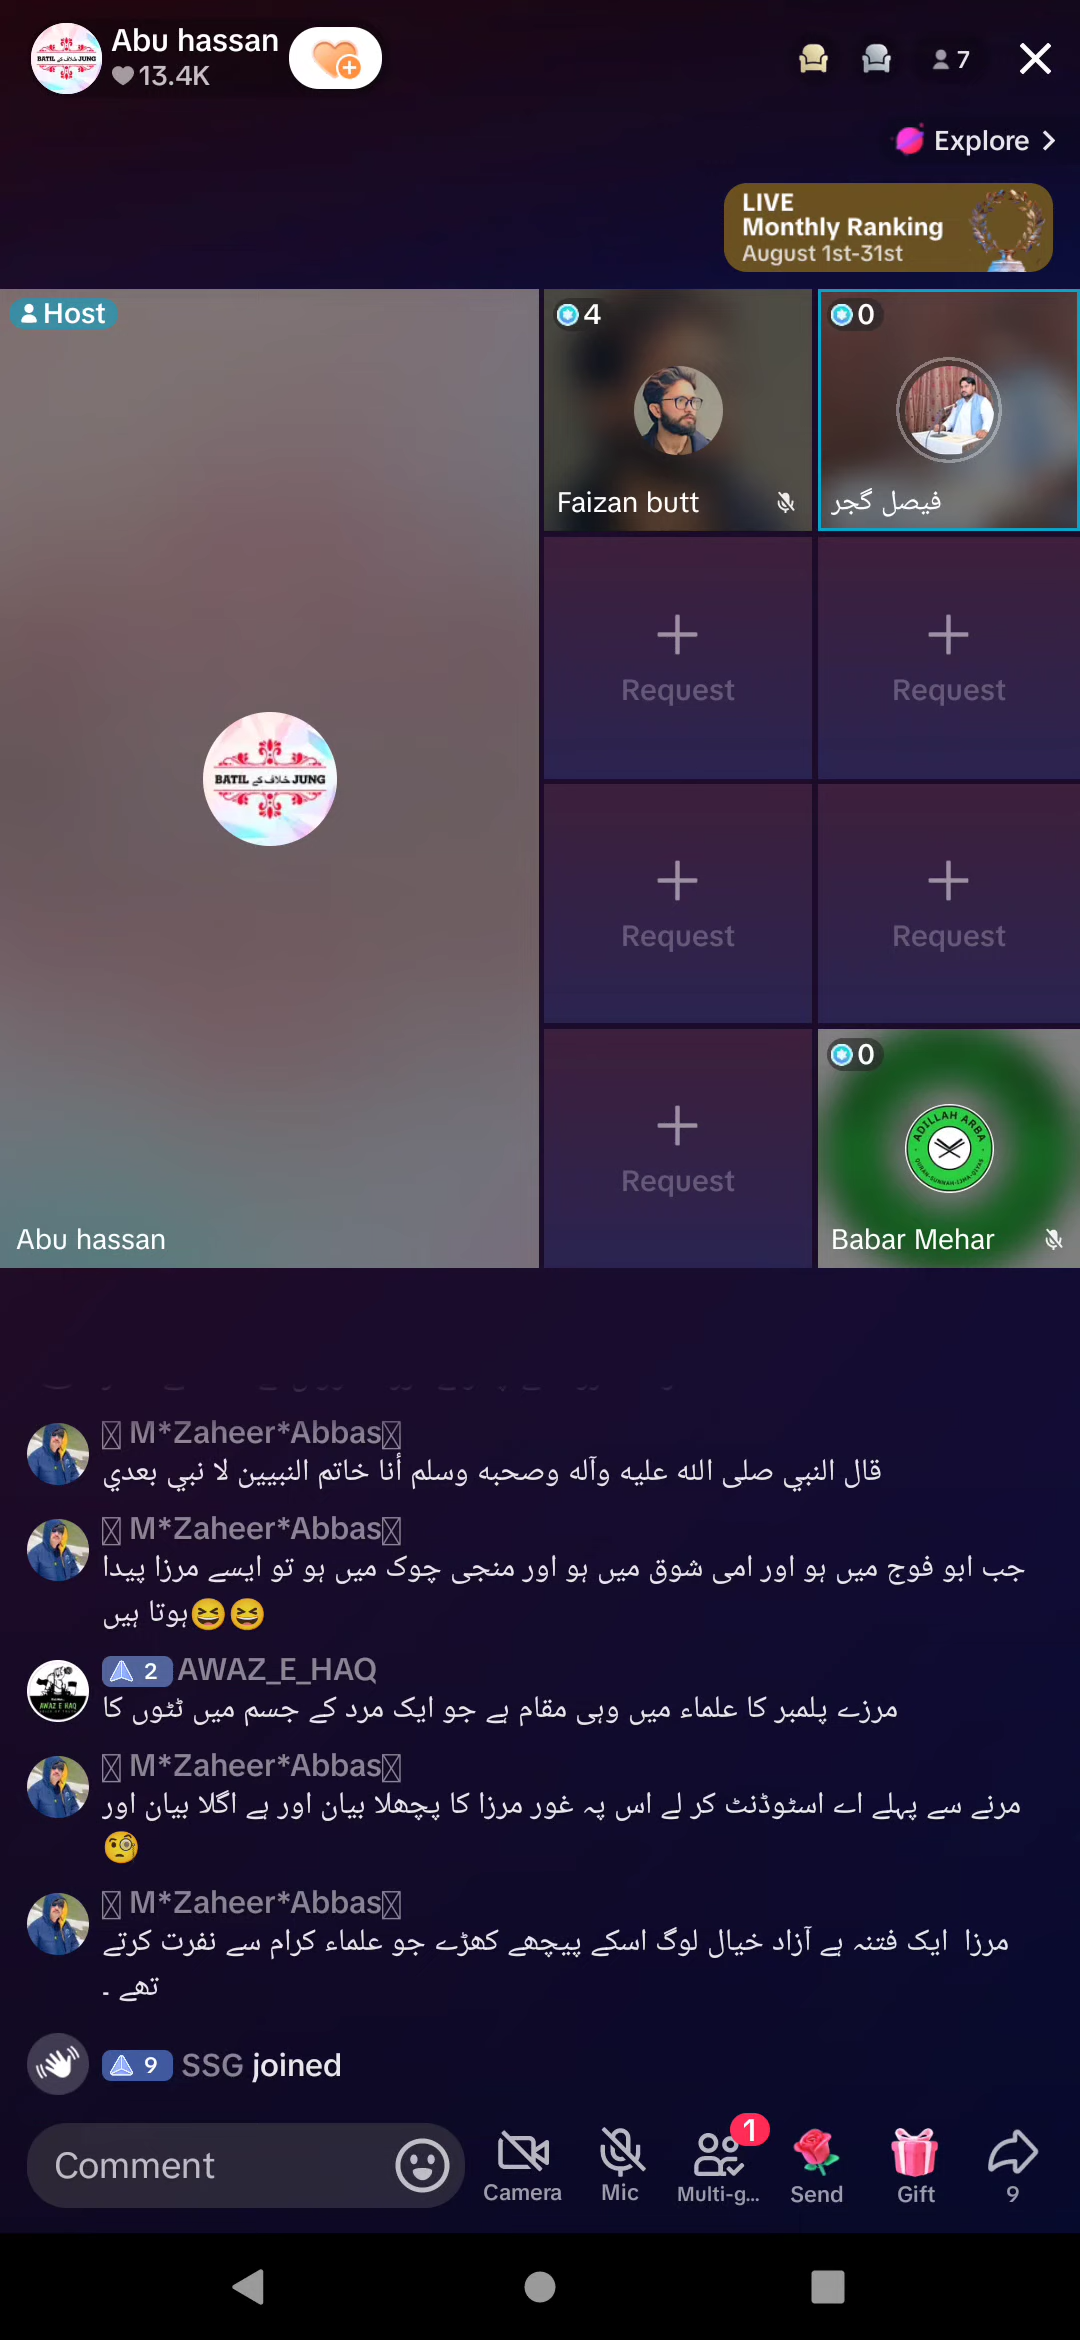 Abu hassan
13.4K
7
Explore
LIVE
Monthly Ranking
August 1st-31st
Host
4
0
BATIL خلاف کے JUNG
Faizan butt
فیصل گجر
Request
Request
Request
Request
Request
0
ADILLAH ARBA
Abu hassan
Babar Mehar
M*Zaheer*Abbas
قال النبي صلى الله عليه وآله وصحبه وسلم أنا خاتم النبيين لا نبي بعدي
M*Zaheer*Abbas
جب ابو فوج میں ہو اور امی شوق میں ہو اور منجی چوک میں ہو تو ایسے مرزا پیدا
ہوتا ہیں😆😆
2 AWAZ_E_HAQ
مرزے پلمبر کا علماء میں وہی مقام ہے جو ایک مرد کے جسم میں ٹٹوں کا
M*Zaheer*Abbas
مرنے سے پہلے اے اسٹوڈنٹ کر لے اس پہ غور مرزا کا پچھلا بیان اور ہے اگلا بیان اور
🧐
M*Zaheer*Abbas
مرزا ایک فتنہ ہے آزاد خیال لوگ اسکے پیچھے کھڑے جو علماء کرام سے نفرت کرتے
تھے ۔
9 SSG joined
Comment
1
Camera
Mic
Multi-g...
Send
Gift
9